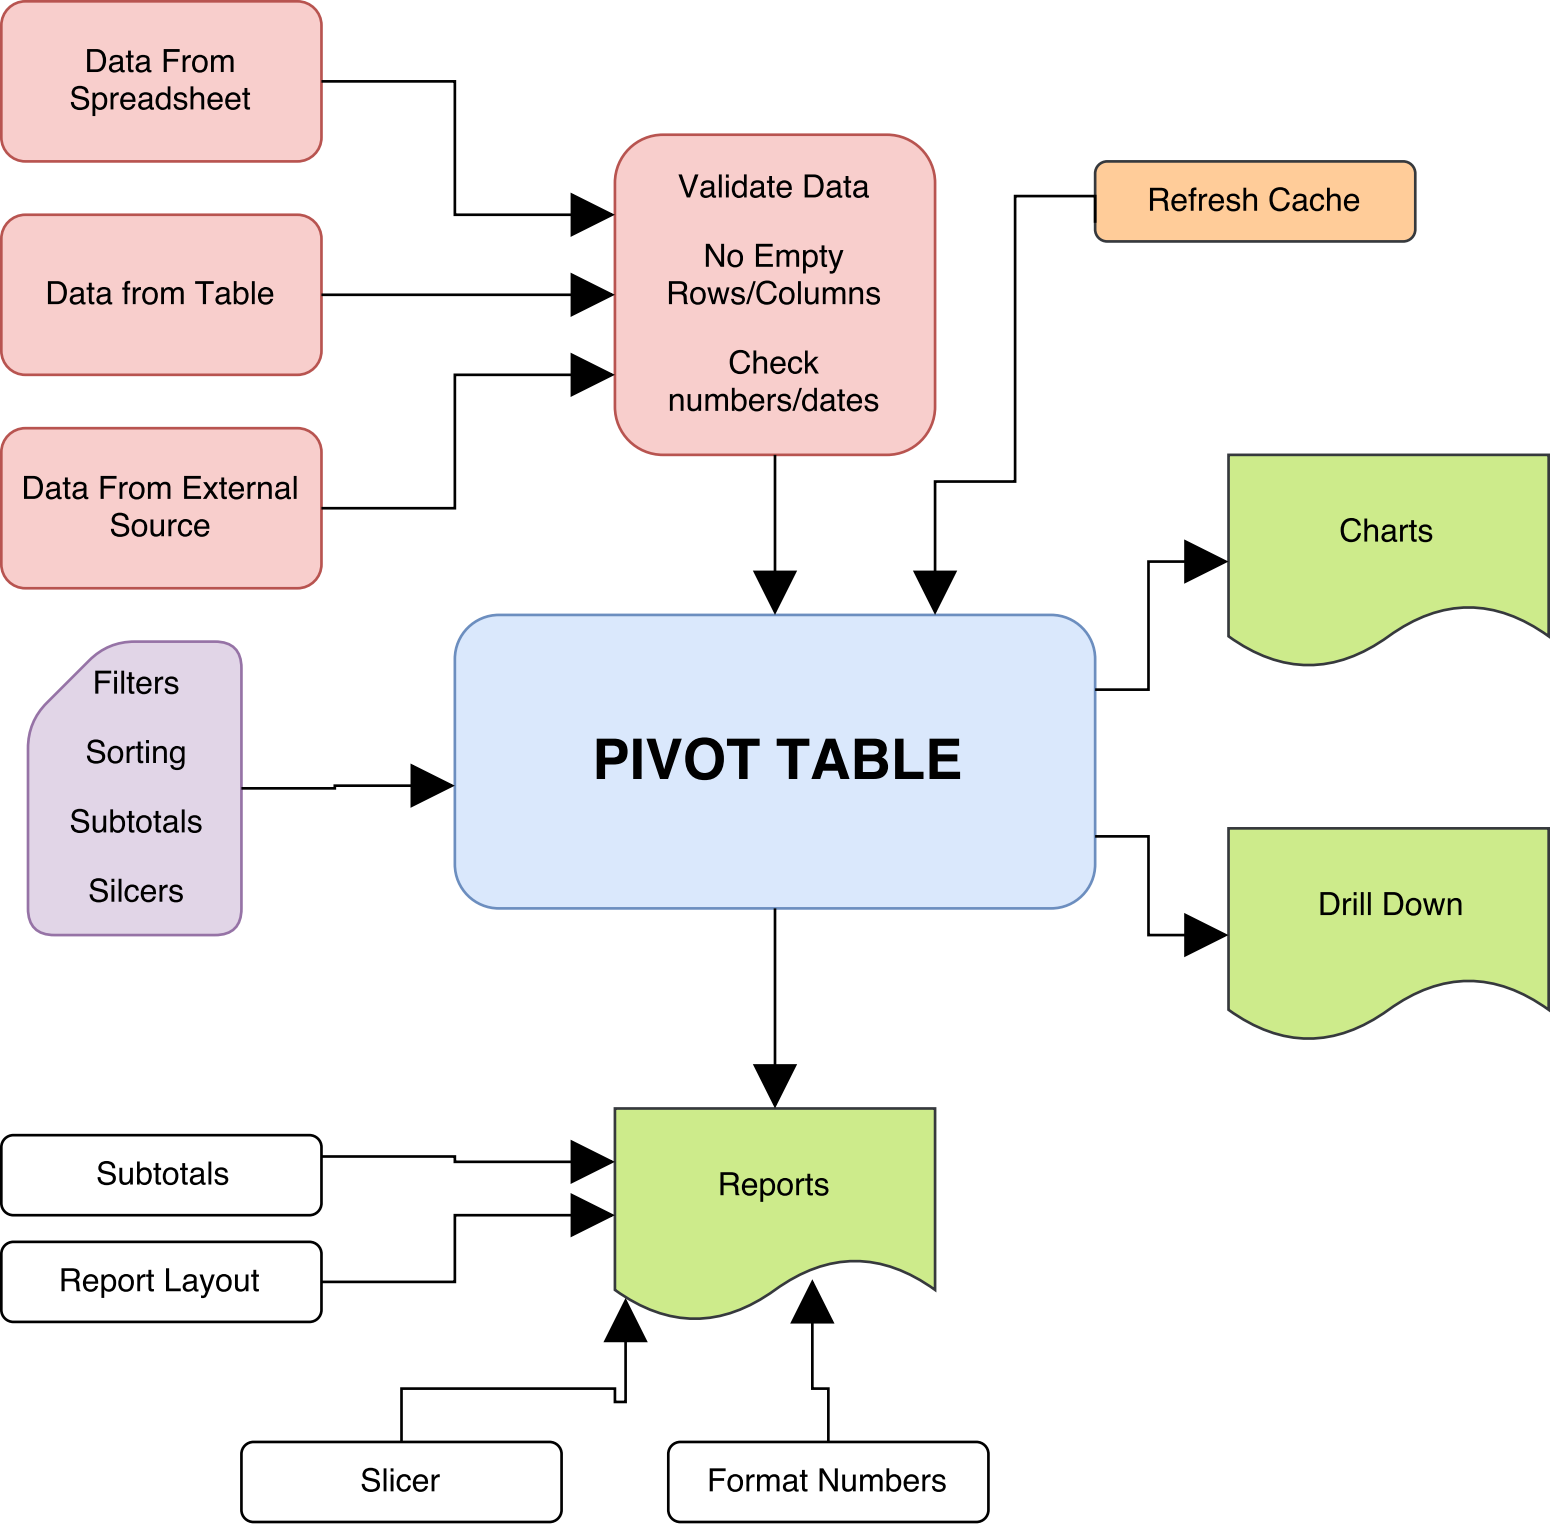 Data From
Spreadsheet
Validate Data
No Empty
Rows/Columns
Check
numbers/dates
Refresh Cache
Data from Table
Data From External
Source
Charts
Filters
Sorting
Subtotals
Silcers
PIVOT TABLE
Drill Down
Subtotals
Report Layout
Reports
Slicer
Format Numbers